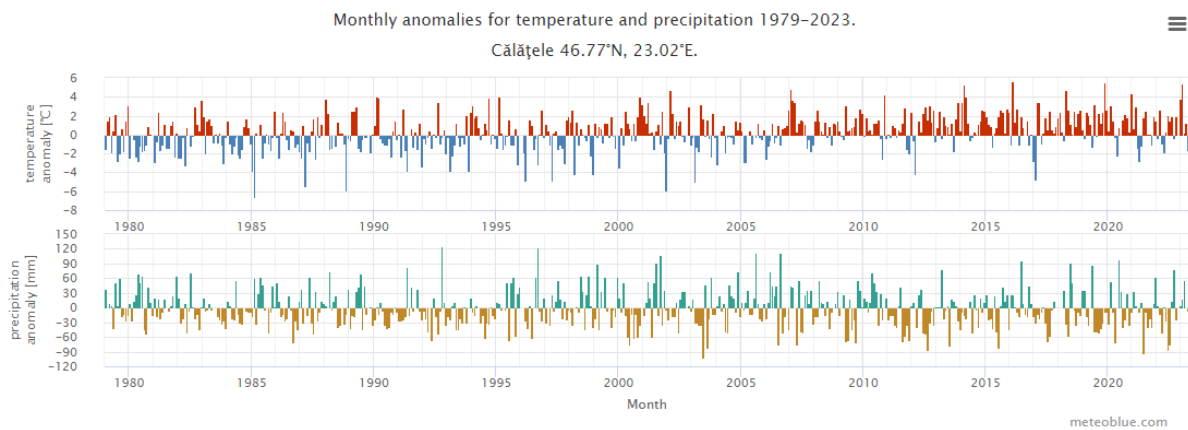 Monthly anomalies for temperature and precipitation 1979-2023.
Călățele 46.77°N, 23.02°E.
temperature
anomaly [°C]
6
4
2
0
-2
-4
-6
-8
1980 1985 1990 1995 2000 2005 2010 2015 2020
precipitation
anomaly [mm]
150
120
90
60
30
0
-30
-60
-90
-120
1980 1985 1990 1995 2000 2005 2010 2015 2020
Month
meteoblue.com